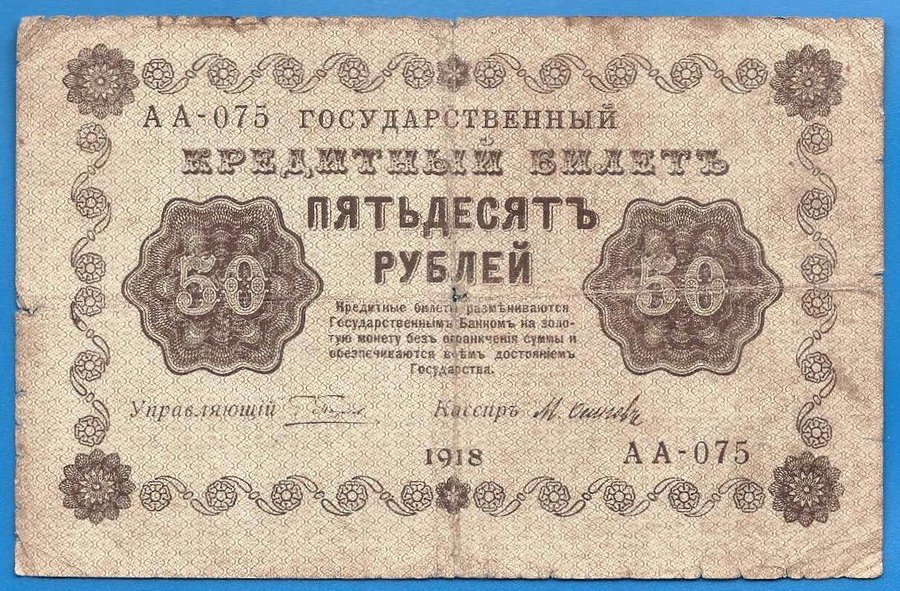 АА-075 ГОСУДАРСТВЕННЫЙ
КРЕДИТНЫЙ БИЛЕТЪ
ПЯТЬДЕСЯТЪ
РУБЛЕЙ
50
50
Кредитные билеты размѣниваются
Государственнымъ Банкомъ на золо-
тую монету безъ ограниченія суммы и
обезпечиваются всѣмъ достояніемъ
Государства.
Управляющій
Кассиръ
1918
АА-075